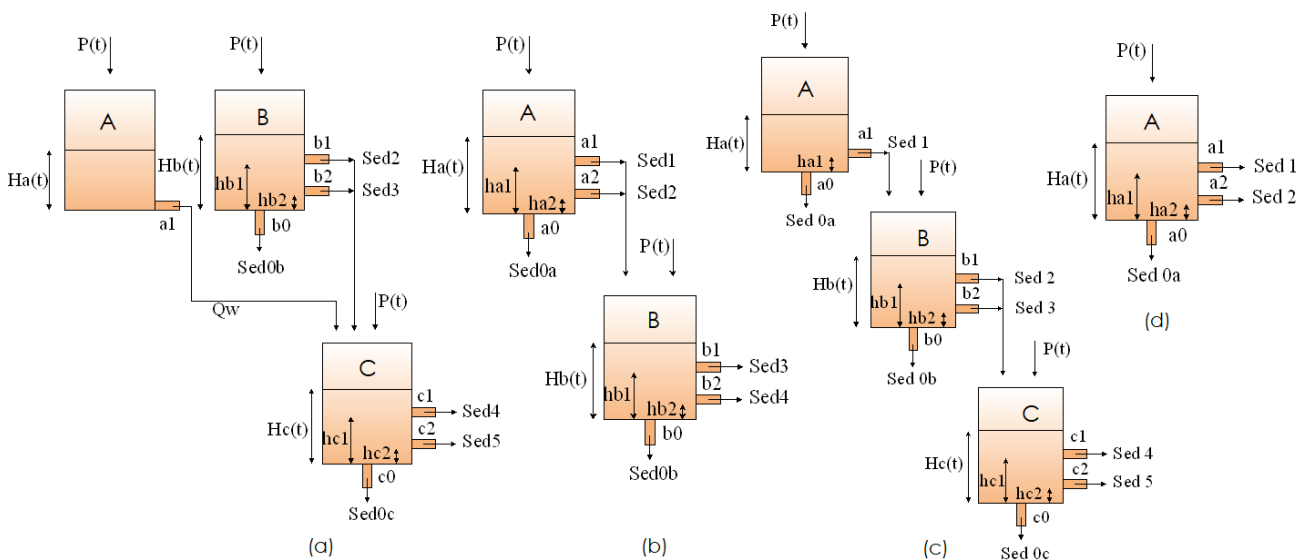 P(t)
A
Ha(t)
a1
Qw
P(t)
B
Hb(t)
hb1
hb2
b1
b2
b0
Sed2
Sed3
Sed0b
P(t)
C
Hc(t)
hc1
hc2
c1
c2
c0
Sed4
Sed5
Sed0c
(a)
P(t)
A
Ha(t)
ha1
ha2
a1
a2
a0
Sed1
Sed2
Sed0a
P(t)
B
Hb(t)
hb1
hb2
b1
b2
b0
Sed3
Sed4
Sed0b
(b)
P(t)
A
Ha(t)
ha1
a1
a0
Sed 1
Sed 0a
P(t)
B
Hb(t)
hb1
hb2
b1
b2
b0
Sed 2
Sed 3
Sed 0b
P(t)
C
Hc(t)
hc1
hc2
c1
c2
c0
Sed 4
Sed 5
Sed 0c
(c)
P(t)
A
Ha(t)
ha1
ha2
a1
a2
a0
Sed 1
Sed 2
Sed 0a
(d)